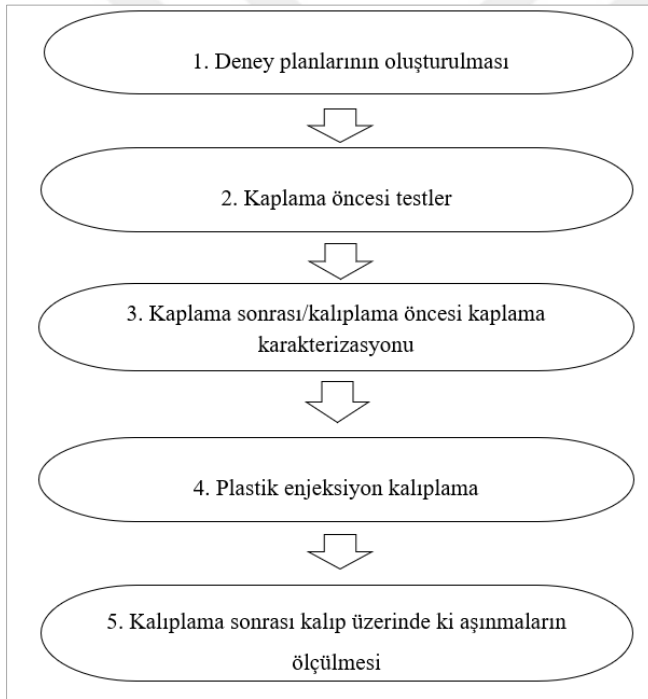 1. Deney planlarının oluşturulması
2. Kaplama öncesi testler
3. Kaplama sonrası/kalıplama öncesi kaplama
karakterizasyonu
4. Plastik enjeksiyon kalıplama
5. Kalıplama sonrası kalıp üzerinde ki aşınmaların
ölçülmesi